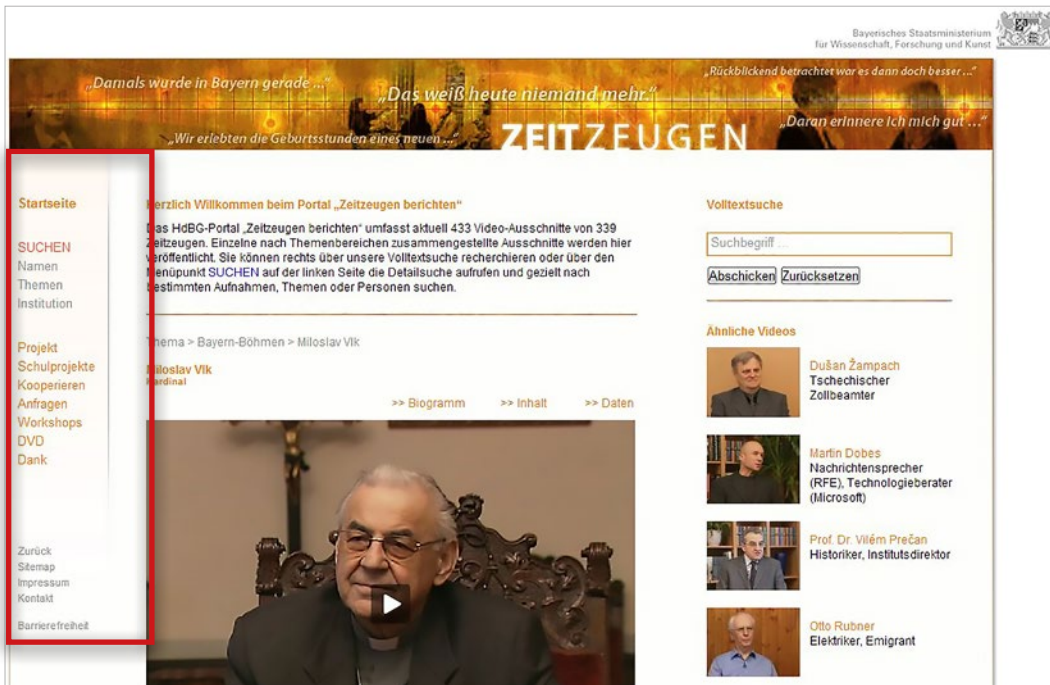 Bayerisches Staatsministerium
für Wissenschaft, Forschung und Kunst
„Damals wurde in Bayern gerade ...“
„Das weiß heute niemand mehr.“
„Rückblickend betrachtet war es dann doch besser ...“
„Wir erlebten die Geburtsstunden eines neuen ...“
ZEITZEUGEN
„Daran erinnere ich mich gut ...“
Startseite
SUCHEN
Namen
Themen
Institution
Projekt
Schulprojekte
Kooperieren
Anfragen
Workshops
DVD
Dank
Zurück
Sitemap
Impressum
Kontakt
Barrierefreiheit
Herzlich Willkommen beim Portal „Zeitzeugen berichten“
Das HdBG-Portal „Zeitzeugen berichten“ umfasst aktuell 433 Video-Ausschnitte von 339
Zeitzeugen. Einzelne nach Themenbereichen zusammengestellte Ausschnitte werden hier
veröffentlicht. Sie können rechts über unsere Volltextsuche recherchieren oder über den
Menüpunkt SUCHEN auf der linken Seite die Detailsuche aufrufen und gezielt nach
bestimmten Aufnahmen, Themen oder Personen suchen.
Thema > Bayern-Böhmen > Miloslav Vlk
Miloslav Vlk
Kardinal
>> Biogramm >> Inhalt >> Daten
Volltextsuche
Suchbegriff ...
Abschicken Zurücksetzen
Ähnliche Videos
Dušan Žampach
Tschechischer
Zollbeamter
Martin Dobes
Nachrichtensprecher
(RFE), Technologieberater
(Microsoft)
Prof. Dr. Vilém Prečan
Historiker, Institutsdirektor
Otto Rubner
Elektriker, Emigrant